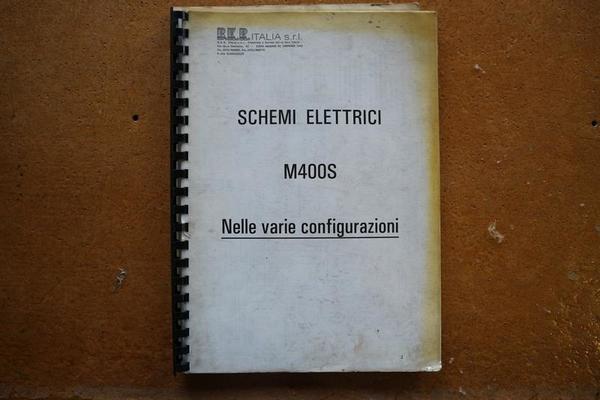 ITALIA s.r.l.
SCHEMI ELETTRICI
M400S
Nelle varie configurazioni